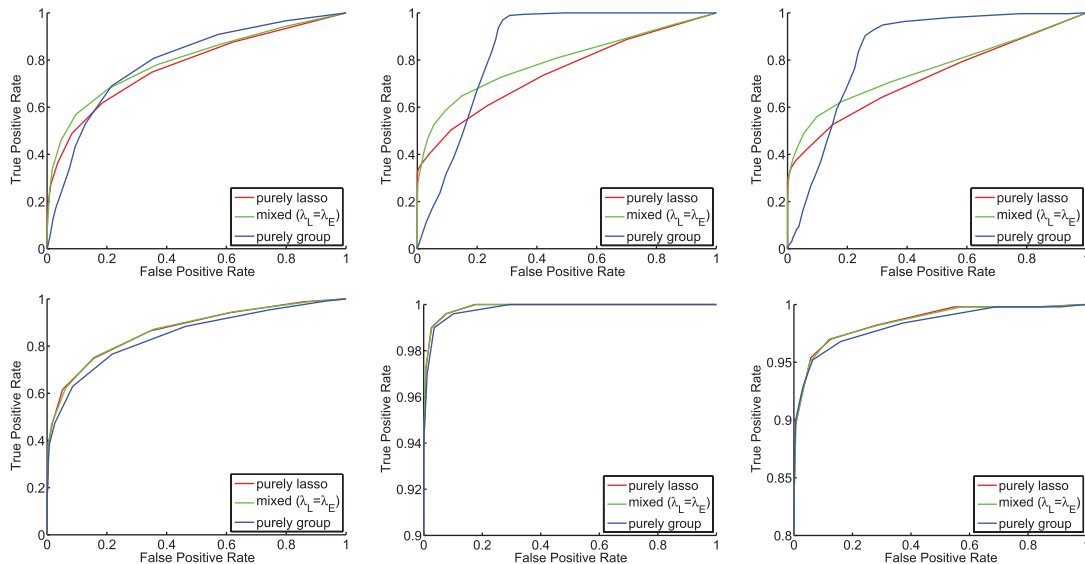 1
0.8
0.6
0.4
0.2
0
True Positive Rate
0 0.2 0.4 0.6 0.8 1
False Positive Rate
purely lasso
mixed (λL=λE)
purely group
1
0.8
0.6
0.4
0.2
0
True Positive Rate
0 0.2 0.4 0.6 0.8 1
False Positive Rate
purely lasso
mixed (λL=λE)
purely group
1
0.8
0.6
0.4
0.2
0
True Positive Rate
0 0.2 0.4 0.6 0.8 1
False Positive Rate
purely lasso
mixed (λL=λE)
purely group
1
0.8
0.6
0.4
0.2
0
True Positive Rate
0 0.2 0.4 0.6 0.8 1
False Positive Rate
purely lasso
mixed (λL=λE)
purely group
1
0.98
0.96
0.94
0.92
0.9
True Positive Rate
0 0.2 0.4 0.6 0.8 1
False Positive Rate
purely lasso
mixed (λL=λE)
purely group
1
0.95
0.9
0.85
0.8
True Positive Rate
0 0.2 0.4 0.6 0.8 1
False Positive Rate
purely lasso
mixed (λL=λE)
purely group